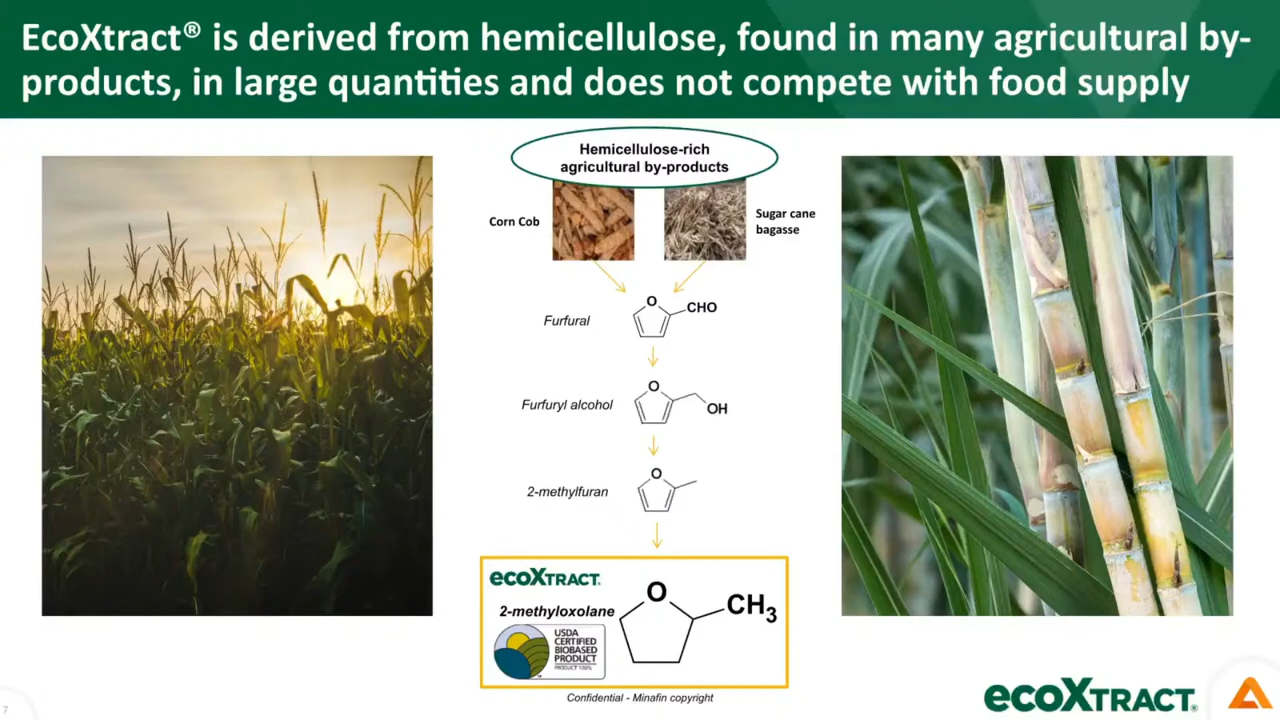 EcoXtract® is derived from hemicellulose, found in many agricultural by-
products, in large quantities and does not compete with food supply
Hemicellulose-rich
agricultural by-products
Corn Cob
Sugar cane
bagasse
O
CHO
Furfural
O
Furfuryl alcohol
OH
O
2-methylfuran
ecoXtract®
2-methyloxolane
O
CH3
USDA
CERTIFIED
BIOBASED
PRODUCT
PRODUCT 100%
Confidential - Minafin copyright
7
ecoXtract®